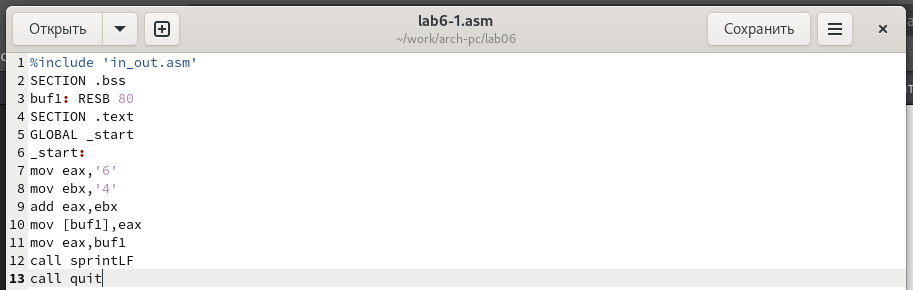 Открыть
lab6-1.asm
~/work/arch-pc/lab06
Сохранить
1 %include 'in_out.asm'
2 SECTION .bss
3 buf1: RESB 80
4 SECTION .text
5 GLOBAL _start
6 _start:
7 mov eax,'6'
8 mov ebx,'4'
9 add eax,ebx
10 mov [buf1],eax
11 mov eax,buf1
12 call sprintLF
13 call quit